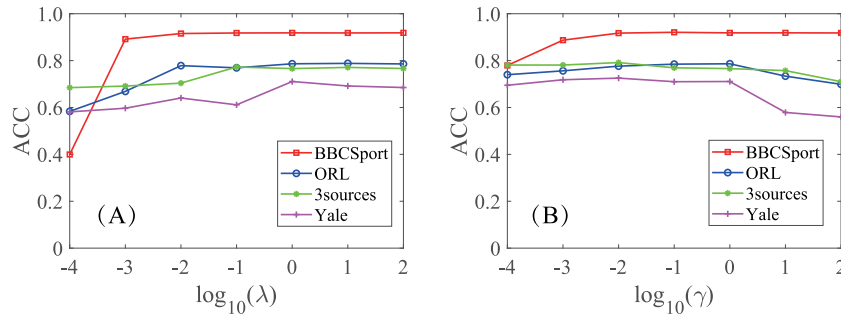 1.0
0.8
0.6
0.4
0.2
0
ACC
-4 -3 -2 -1 0 1 2
log₁₀(λ)
(A)
BBCSport
ORL
3sources
Yale
1.0
0.8
0.6
0.4
0.2
0
ACC
-4 -3 -2 -1 0 1 2
log₁₀(γ)
(B)
BBCSport
ORL
3sources
Yale